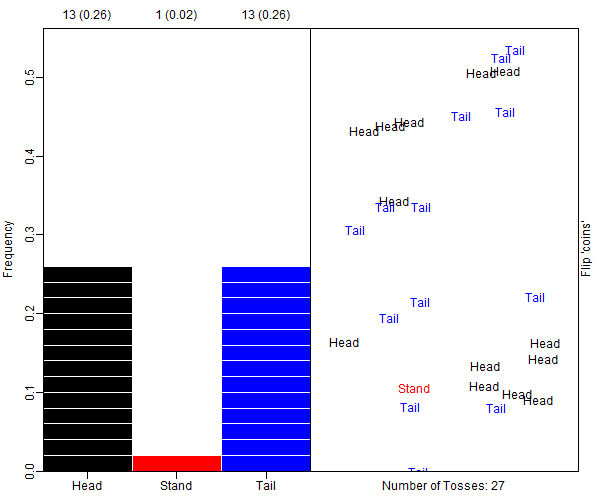 13 (0.26) 1 (0.02) 13 (0.26)
Frequency
0.5
0.4
0.3
0.2
0.1
0.0
Head Stand Tail
Tail
Tail
Head Head
Tail Tail
Head Head Head
Head
Tail Tail
Tail
Tail
Tail
Tail
Head
Head
Head
Head
Head
Stand
Head
Head
Tail
Tail
Tail
Flip 'coins'
Number of Tosses: 27